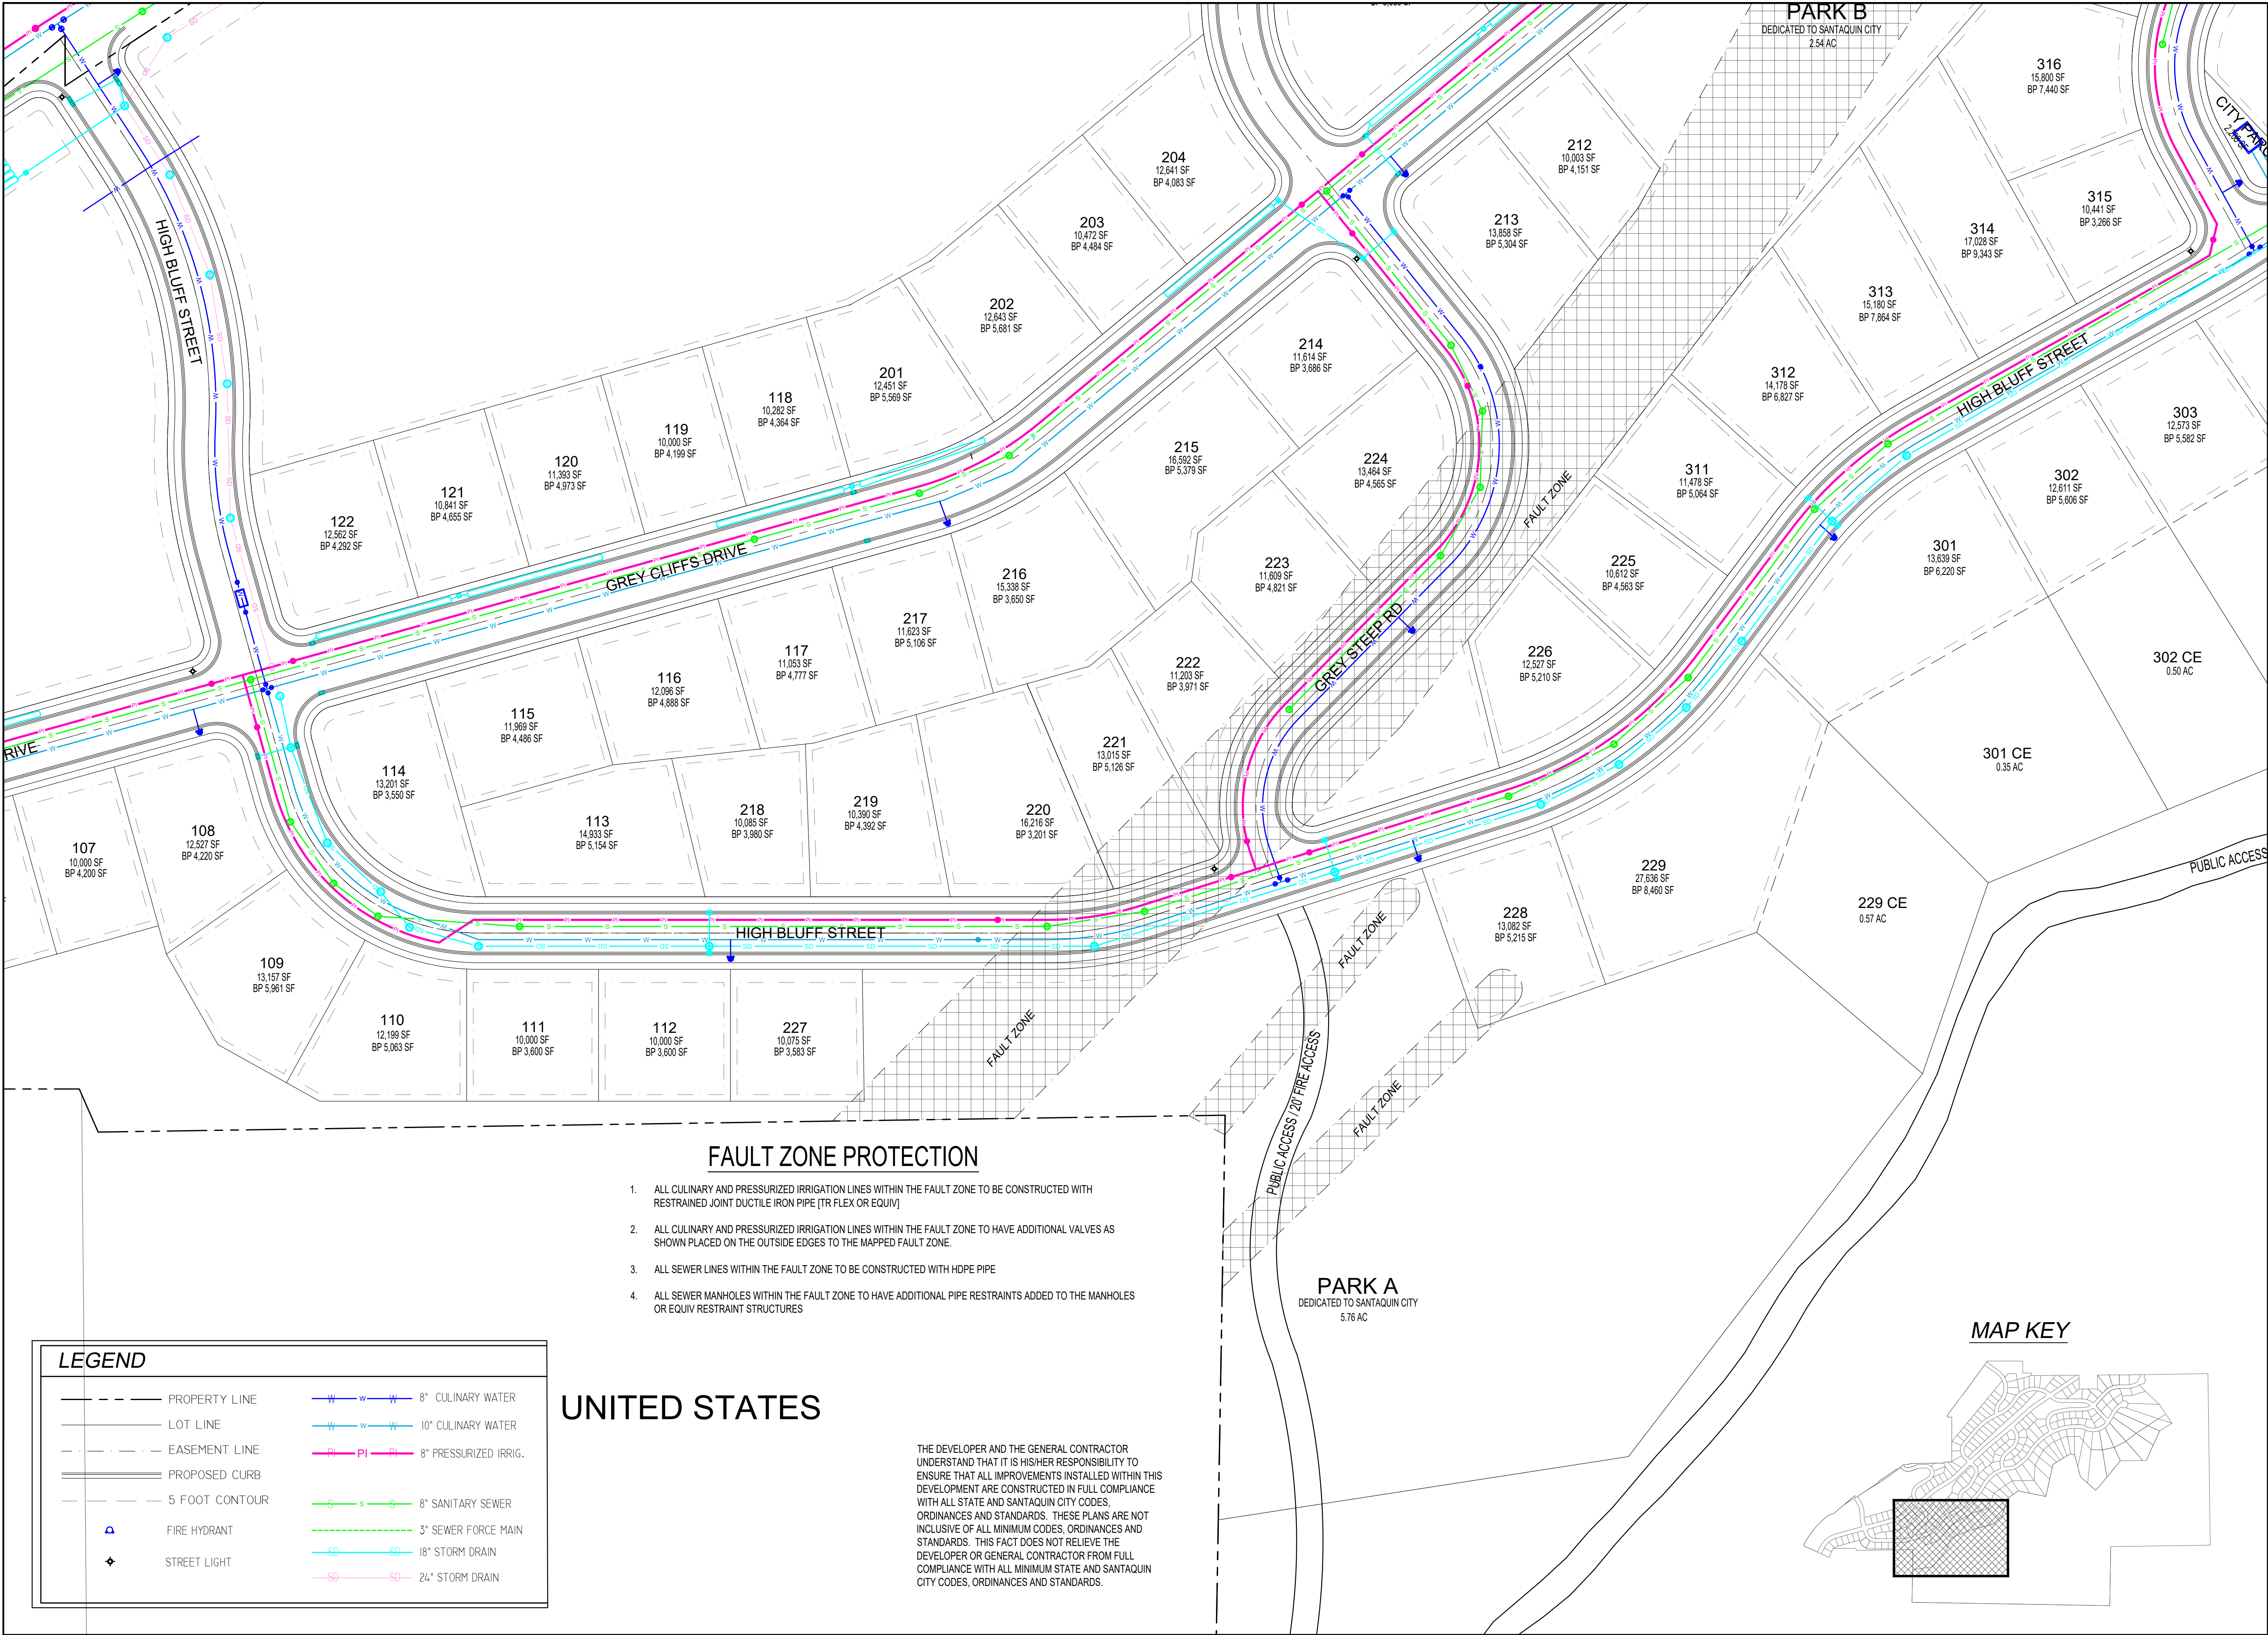 PARK B
DEDICATED TO SANTAQUIN CITY
2.54 AC
316
15,800 SF
BP 7,440 SF
CITY PARC
315
10,441 SF
BP 3,266 SF
314
17,028 SF
BP 9,343 SF
313
15,180 SF
BP 7,864 SF
312
14,178 SF
BP 6,827 SF
311
11,478 SF
BP 5,064 SF
212
10,003 SF
BP 4,151 SF
213
13,858 SF
BP 5,304 SF
204
12,641 SF
BP 4,083 SF
203
10,472 SF
BP 4,484 SF
202
12,643 SF
BP 5,681 SF
201
12,451 SF
BP 5,569 SF
118
10,282 SF
BP 4,364 SF
119
10,000 SF
BP 4,199 SF
120
11,393 SF
BP 4,973 SF
121
10,841 SF
BP 4,655 SF
122
12,562 SF
BP 4,292 SF
HIGH BLUFF STREET
GREY CLIFFS DRIVE
RIVE
214
11,614 SF
BP 3,686 SF
215
16,592 SF
BP 5,379 SF
224
13,464 SF
BP 4,565 SF
223
11,609 SF
BP 4,821 SF
222
11,203 SF
BP 3,971 SF
221
13,015 SF
BP 5,126 SF
216
15,338 SF
BP 3,650 SF
217
11,623 SF
BP 5,106 SF
117
11,053 SF
BP 4,777 SF
116
12,096 SF
BP 4,888 SF
115
11,969 SF
BP 4,486 SF
114
13,201 SF
BP 3,550 SF
113
14,933 SF
BP 5,154 SF
218
10,085 SF
BP 3,980 SF
219
10,390 SF
BP 4,392 SF
220
16,216 SF
BP 3,201 SF
FAULT ZONE
GREY STEEP RD
225
10,612 SF
BP 4,563 SF
226
12,527 SF
BP 5,210 SF
HIGH BLUFF STREET
303
12,573 SF
BP 5,582 SF
302
12,611 SF
BP 5,606 SF
301
13,639 SF
BP 6,220 SF
302 CE
0.50 AC
301 CE
0.35 AC
229 CE
0.57 AC
229
27,636 SF
BP 8,460 SF
228
13,082 SF
BP 5,215 SF
PUBLIC ACCESS
107
10,000 SF
BP 4,200 SF
108
12,527 SF
BP 4,220 SF
109
13,157 SF
BP 5,961 SF
110
12,199 SF
BP 5,063 SF
111
10,000 SF
BP 3,600 SF
112
10,000 SF
BP 3,600 SF
227
10,075 SF
BP 3,583 SF
HIGH BLUFF STREET
FAULT ZONE
FAULT ZONE
FAULT ZONE
PUBLIC ACCESS / 20' FIRE ACCESS
FAULT ZONE PROTECTION
1. ALL CULINARY AND PRESSURIZED IRRIGATION LINES WITHIN THE FAULT ZONE TO BE CONSTRUCTED WITH
RESTRAINED JOINT DUCTILE IRON PIPE [TR FLEX OR EQUIV]
2. ALL CULINARY AND PRESSURIZED IRRIGATION LINES WITHIN THE FAULT ZONE TO HAVE ADDITIONAL VALVES AS
SHOWN PLACED ON THE OUTSIDE EDGES TO THE MAPPED FAULT ZONE.
3. ALL SEWER LINES WITHIN THE FAULT ZONE TO BE CONSTRUCTED WITH HDPE PIPE
4. ALL SEWER MANHOLES WITHIN THE FAULT ZONE TO HAVE ADDITIONAL PIPE RESTRAINTS ADDED TO THE MANHOLES
OR EQUIV RESTRAINT STRUCTURES
PARK A
DEDICATED TO SANTAQUIN CITY
5.76 AC
MAP KEY
LEGEND
PROPERTY LINE
LOT LINE
EASEMENT LINE
PROPOSED CURB
5 FOOT CONTOUR
FIRE HYDRANT
STREET LIGHT
W W W 8" CULINARY WATER
W W W 10" CULINARY WATER
PI PI PI 8" PRESSURIZED IRRIG.
S S S 8" SANITARY SEWER
3" SEWER FORCE MAIN
SD SD 18" STORM DRAIN
SD SD 24" STORM DRAIN
UNITED STATES
THE DEVELOPER AND THE GENERAL CONTRACTOR
UNDERSTAND THAT IT IS HIS/HER RESPONSIBILITY TO
ENSURE THAT ALL IMPROVEMENTS INSTALLED WITHIN THIS
DEVELOPMENT ARE CONSTRUCTED IN FULL COMPLIANCE
WITH ALL STATE AND SANTAQUIN CITY CODES,
ORDINANCES AND STANDARDS. THESE PLANS ARE NOT
INCLUSIVE OF ALL MINIMUM CODES, ORDINANCES AND
STANDARDS. THIS FACT DOES NOT RELIEVE THE
DEVELOPER OR GENERAL CONTRACTOR FROM FULL
COMPLIANCE WITH ALL MINIMUM STATE AND SANTAQUIN
CITY CODES, ORDINANCES AND STANDARDS.